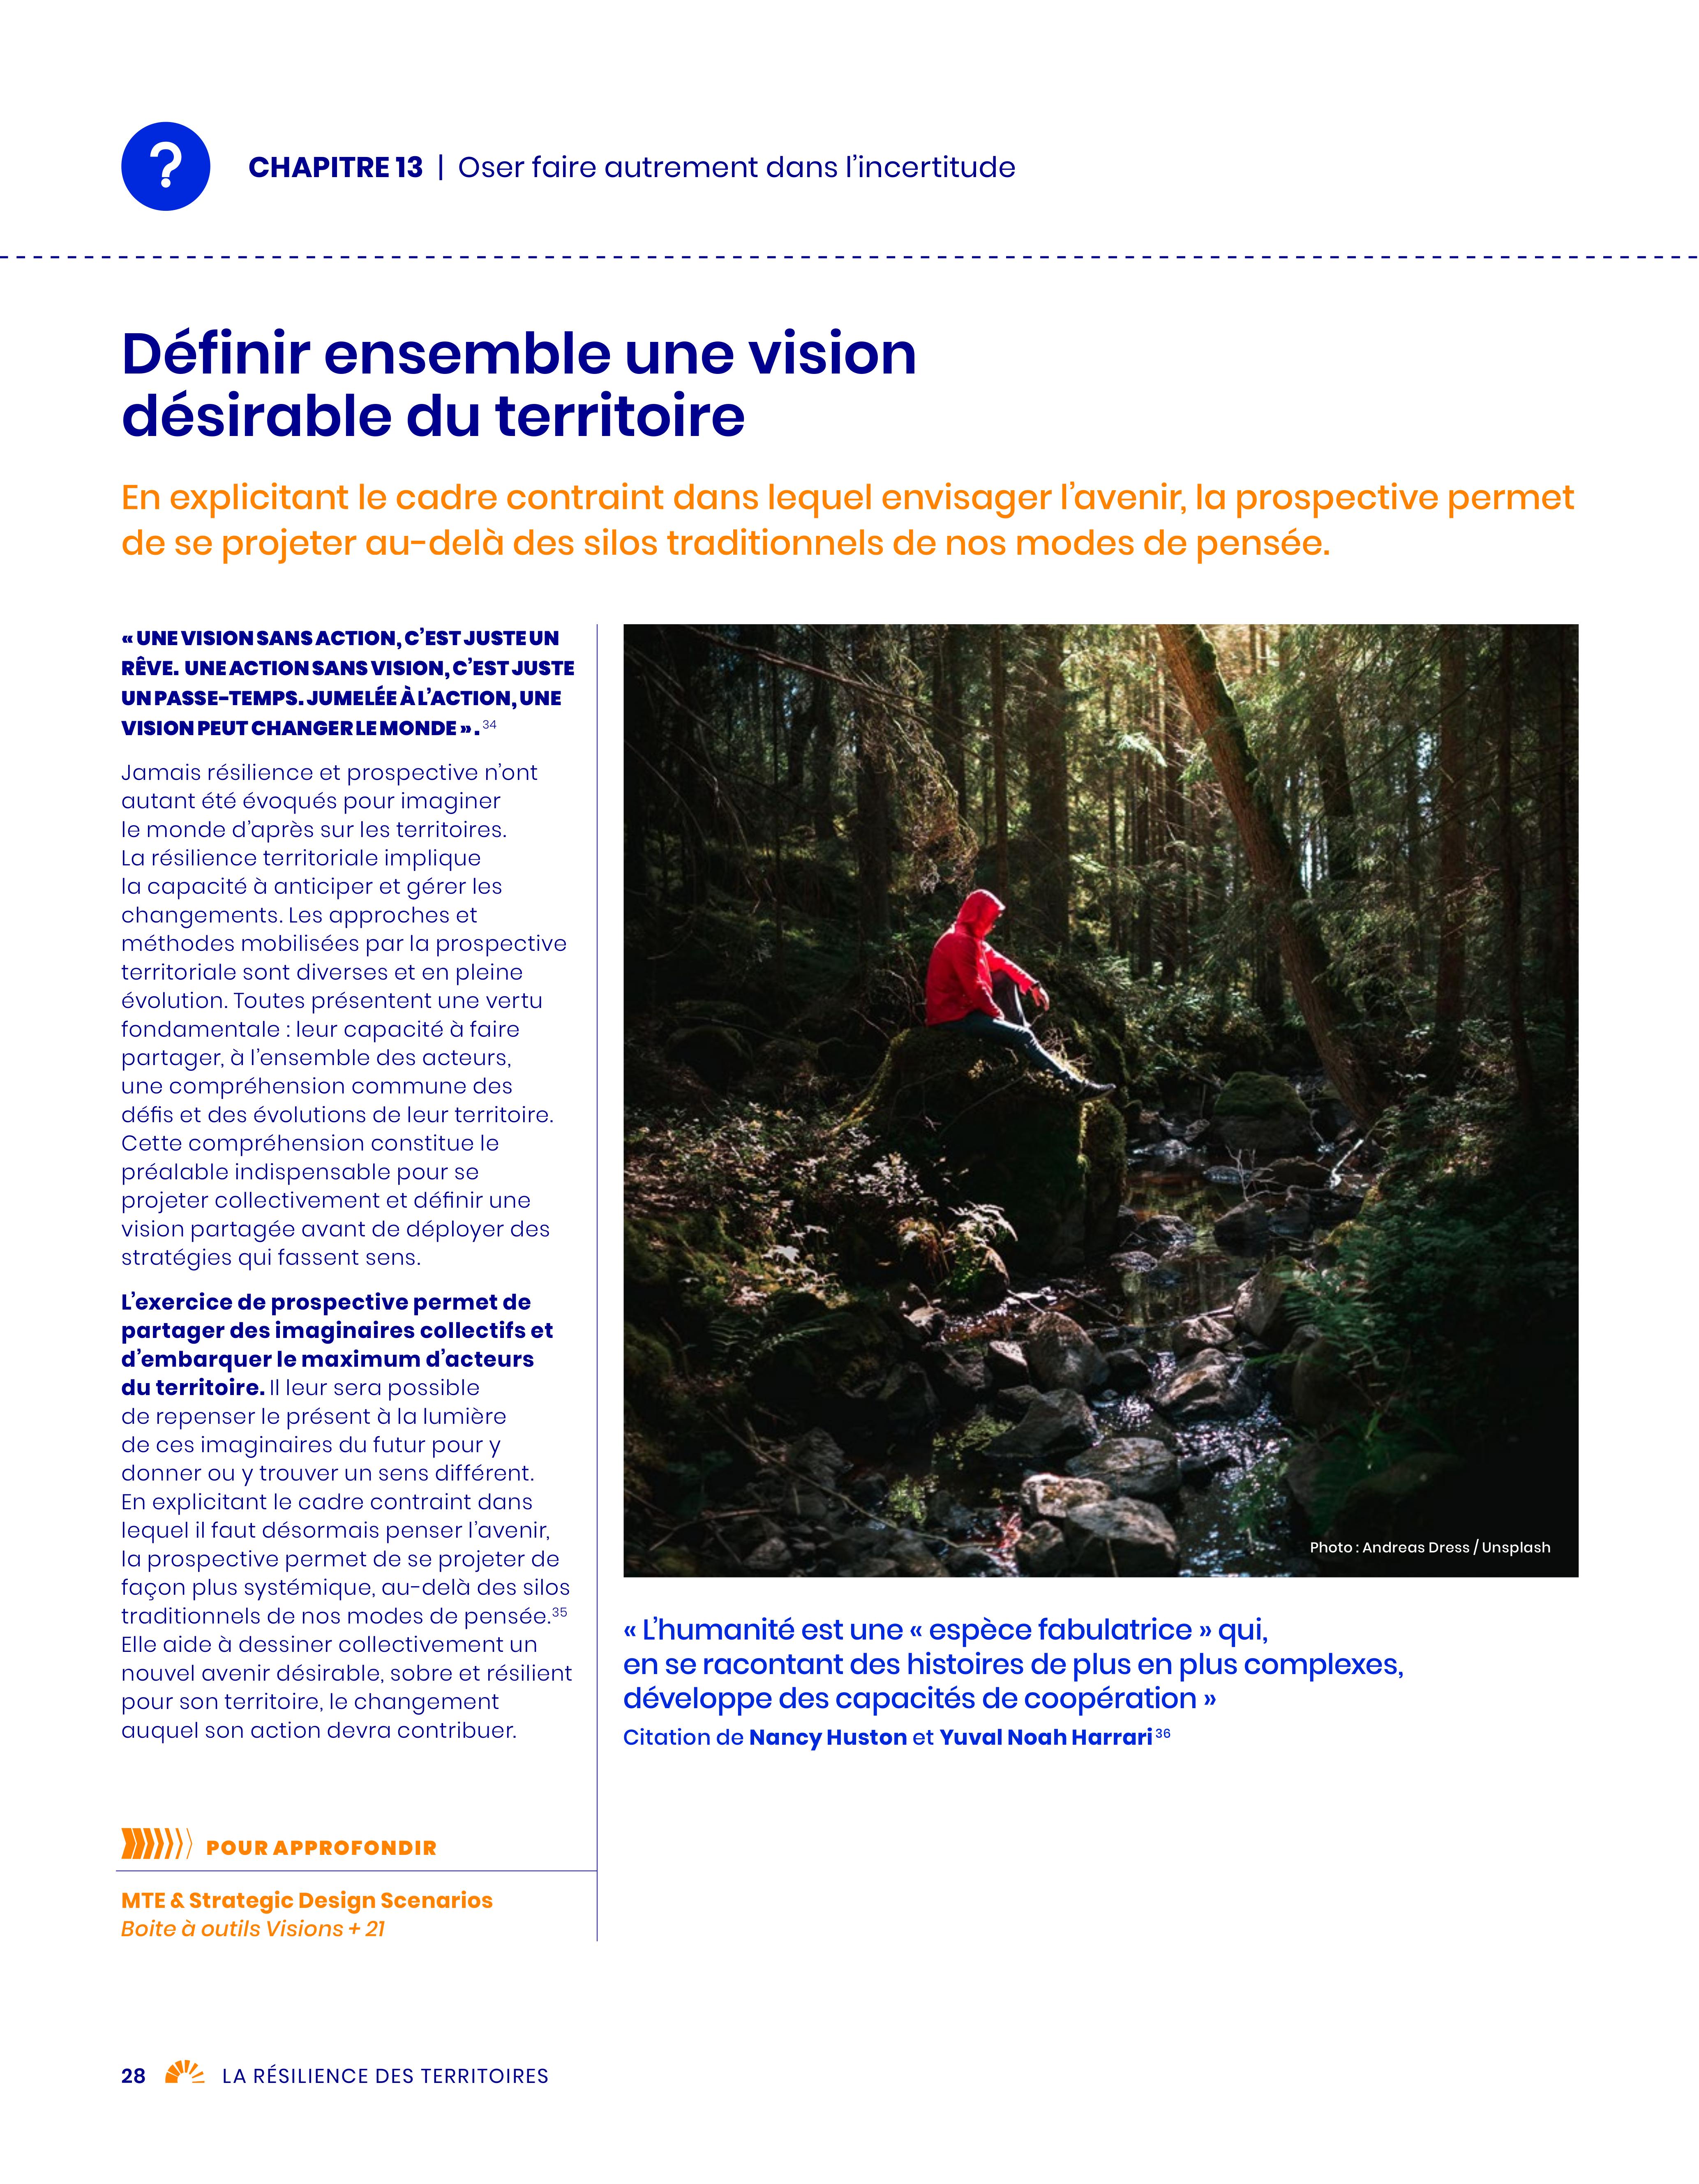 ?
CHAPITRE 13 | Oser faire autrement dans l’incertitude
Définir ensemble une vision
désirable du territoire
En explicitant le cadre contraint dans lequel envisager l’avenir, la prospective permet
de se projeter au-delà des silos traditionnels de nos modes de pensée.
« UNE VISION SANS ACTION, C’EST JUSTE UN
RÊVE. UNE ACTION SANS VISION, C’EST JUSTE
UN PASSE-TEMPS. JUMELÉE À L’ACTION, UNE
VISION PEUT CHANGER LE MONDE ». 34
Jamais résilience et prospective n’ont
autant été évoqués pour imaginer
le monde d’après sur les territoires.
La résilience territoriale implique
la capacité à anticiper et gérer les
changements. Les approches et
méthodes mobilisées par la prospective
territoriale sont diverses et en pleine
évolution. Toutes présentent une vertu
fondamentale : leur capacité à faire
partager, à l’ensemble des acteurs,
une compréhension commune des
défis et des évolutions de leur territoire.
Cette compréhension constitue le
préalable indispensable pour se
projeter collectivement et définir une
vision partagée avant de déployer des
stratégies qui fassent sens.
L’exercice de prospective permet de
partager des imaginaires collectifs et
d’embarquer le maximum d’acteurs
du territoire. Il leur sera possible
de repenser le présent à la lumière
de ces imaginaires du futur pour y
donner ou y trouver un sens différent.
En explicitant le cadre contraint dans
lequel il faut désormais penser l’avenir,
la prospective permet de se projeter de
façon plus systémique, au-delà des silos
traditionnels de nos modes de pensée.35
Elle aide à dessiner collectivement un
nouvel avenir désirable, sobre et résilient
pour son territoire, le changement
auquel son action devra contribuer.
POUR APPROFONDIR
MTE & Strategic Design Scenarios
Boite à outils Visions + 21
Photo : Andreas Dress / Unsplash
« L’humanité est une « espèce fabulatrice » qui,
en se racontant des histoires de plus en plus complexes,
développe des capacités de coopération »
Citation de Nancy Huston et Yuval Noah Harrari 36
28 LA RÉSILIENCE DES TERRITOIRES